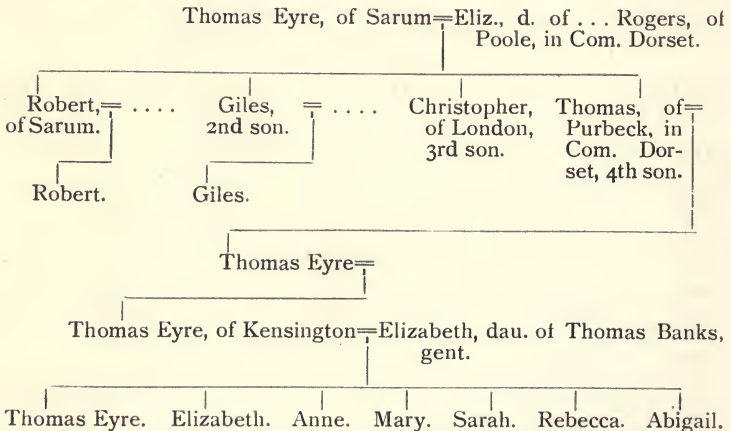 Thomas Eyre, of Sarum=Eliz., d. of ... Rogers, of
Poole, in Com. Dorset.
Robert,= .... Giles, = .... Christopher, Thomas, of=
of Sarum. 2nd son. of London, Purbeck, in
3rd son. Com. Dor-
set, 4th son.
Robert. Giles.
Thomas Eyre=
Thomas Eyre, of Kensington=Elizabeth, dau. of Thomas Banks,
gent.
Thomas Eyre. Elizabeth. Anne. Mary. Sarah. Rebecca. Abigail.